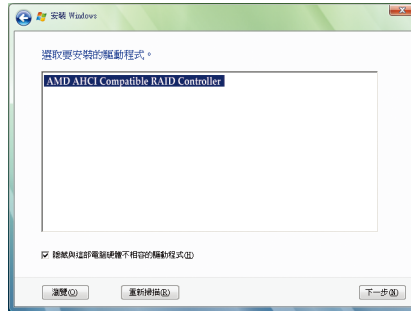 安裝 Windows
選取要安裝的驅動程式。
AMD AHCI Compatible RAID Controller
隱藏與這部電腦硬體不相容的驅動程式(H)
瀏覽(O)
重新掃描(R)
下一步(N)